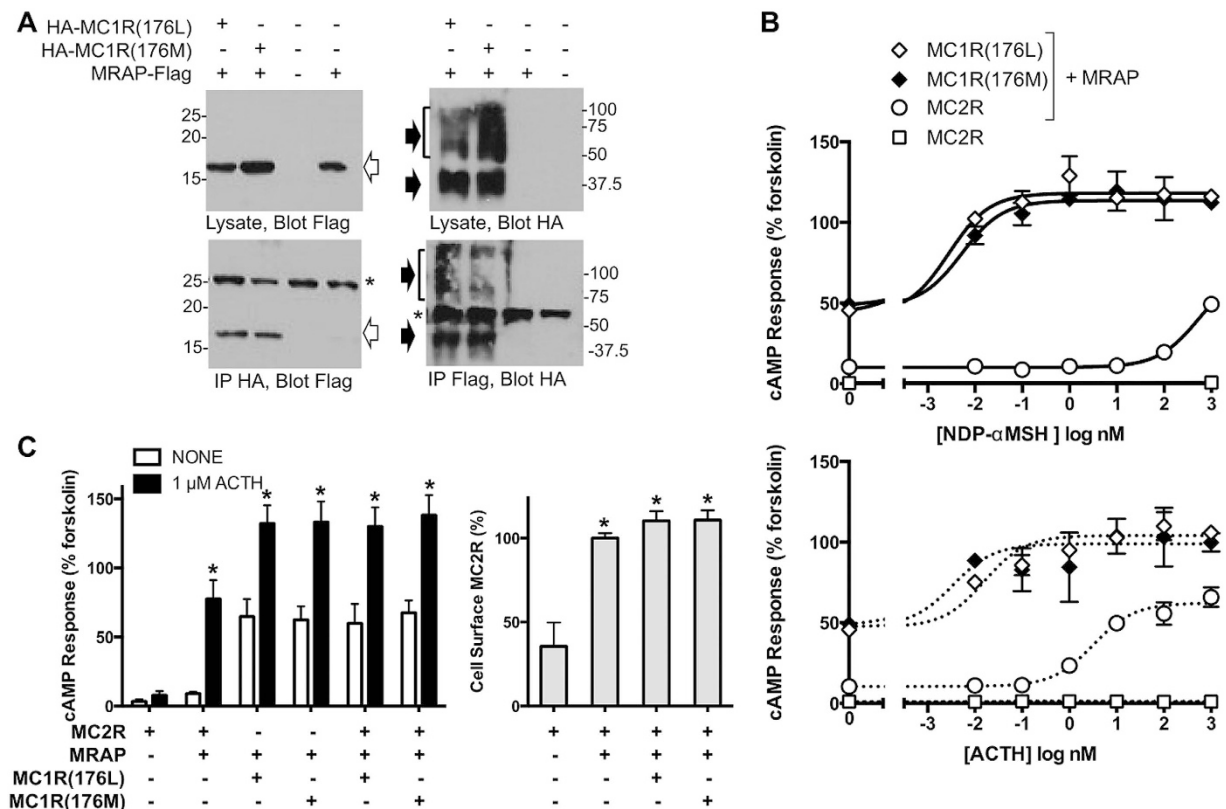 A
HA-MC1R(176L) + - - -
HA-MC1R(176M) - + - -
MRAP-Flag + + - +
+ - - -
- + - -
+ + + -
25-
20-
15-
Lysate, Blot Flag
-100
-75
-50
-37.5
Lysate, Blot HA
25-
20-
15-
*
IP HA, Blot Flag
*
-100
-75
-50
-37.5
IP Flag, Blot HA
B
MC1R(176L)
MC1R(176M)
MC2R
+ MRAP
MC2R
cAMP Response (% forskolin)
150
100
50
0
0 -3 -2 -1 0 1 2 3
[NDP-αMSH ] log nM
cAMP Response (% forskolin)
150
100
50
0
0 -3 -2 -1 0 1 2 3
[ACTH] log nM
C
NONE
1 µM ACTH
cAMP Response (% forskolin)
150
100
50
0
* * * * *
Cell Surface MC2R (%)
100
50
0
* * *
MC2R + + - - + + + + + +
MRAP - + + + + + - + + +
MC1R(176L) - - + - + - - - + -
MC1R(176M) - - - + - + - - - +